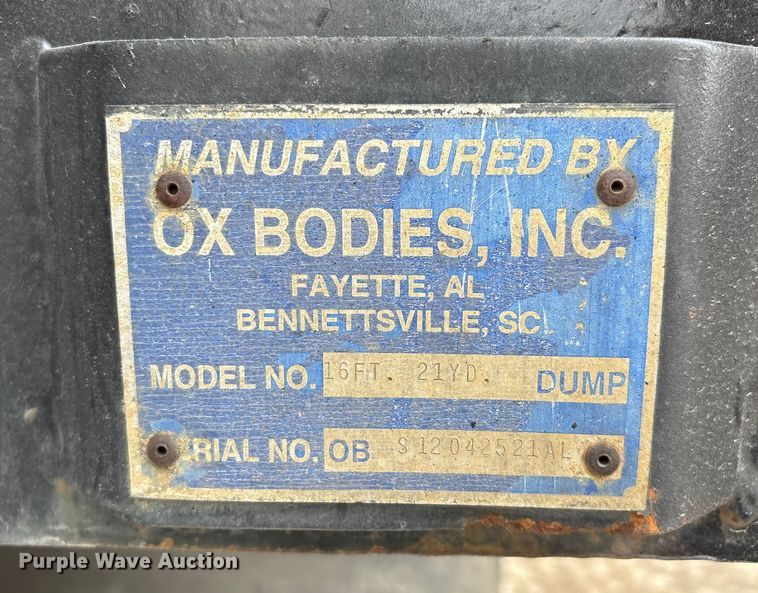 MANUFACTURED BY
OX BODIES, INC.
FAYETTE, AL
BENNETTSVILLE, SC
MODEL NO. 16FT. 21YD. DUMP
SERIAL NO. OB S12042521AL
Purple Wave Auction